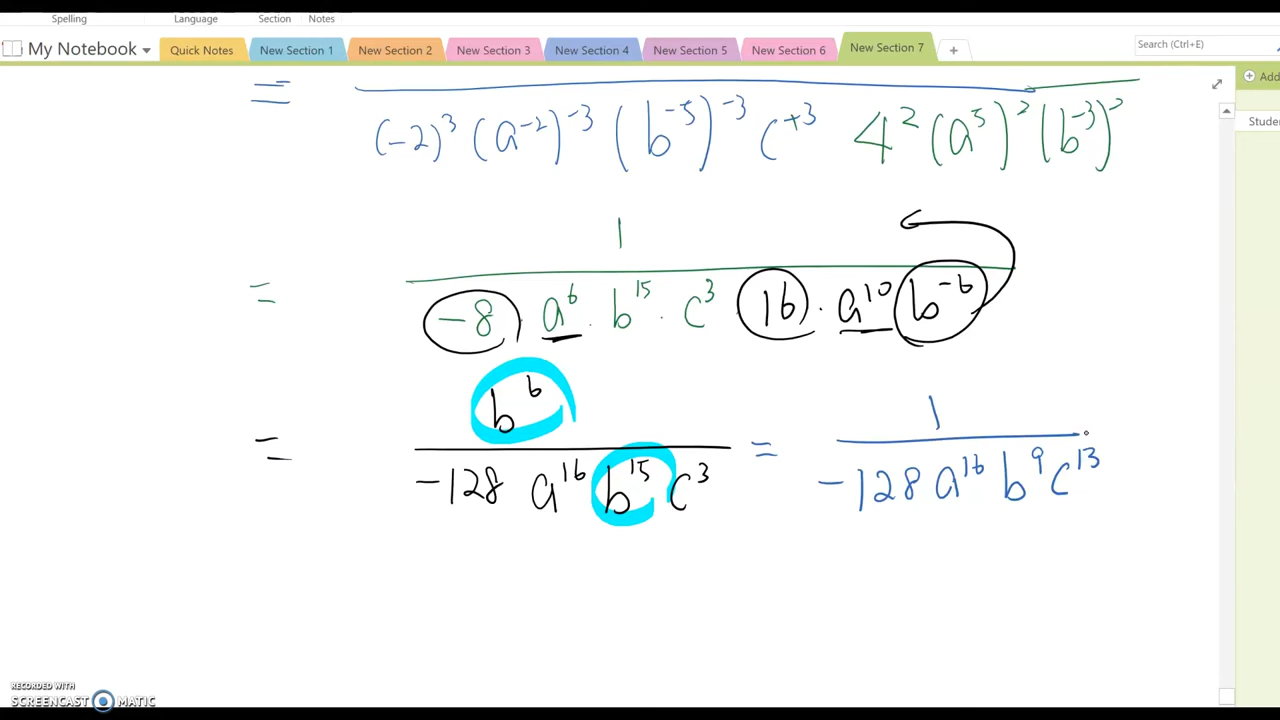 Spelling Language Section Notes
My Notebook Quick Notes New Section 1 New Section 2 New Section 3 New Section 4 New Section 5 New Section 6 New Section 7 + Search (Ctrl+E)
Add
Studen
= (-2)^3 (a^-2)^-3 (b^-5)^-3 c^+3 4^2 (a^5)^2 (b^-3)^2
1
= -8 · a^6 · b^15 · c^3 · 16 · a^10 b^-6
b^6 1
= -128 a^16 b^15 c^3 = -128 a^16 b^9 c^13
RECORDED WITH
SCREENCAST MATIC